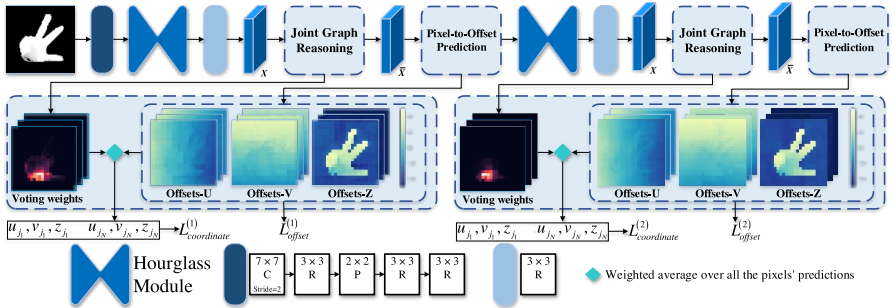 Joint Graph
Reasoning
Pixel-to-Offset
Prediction
Joint Graph
Reasoning
Pixel-to-Offset
Prediction
X
X̄
X
X̄
Voting weights
Offsets-U
Offsets-V
Offsets-Z
Voting weights
Offsets-U
Offsets-V
Offsets-Z
u_{j_1}, v_{j_1}, z_{j_1} u_{j_N}, v_{j_N}, z_{j_N}
L^{(1)}_{coordinate}
L^{(1)}_{offset}
u_{j_1}, v_{j_1}, z_{j_1} u_{j_N}, v_{j_N}, z_{j_N}
L^{(2)}_{coordinate}
L^{(2)}_{offset}
Hourglass
Module
7 × 7
C
Stride=2
3 × 3
R
2 × 2
P
3 × 3
R
3 × 3
R
3 × 3
R
Weighted average over all the pixels' predictions